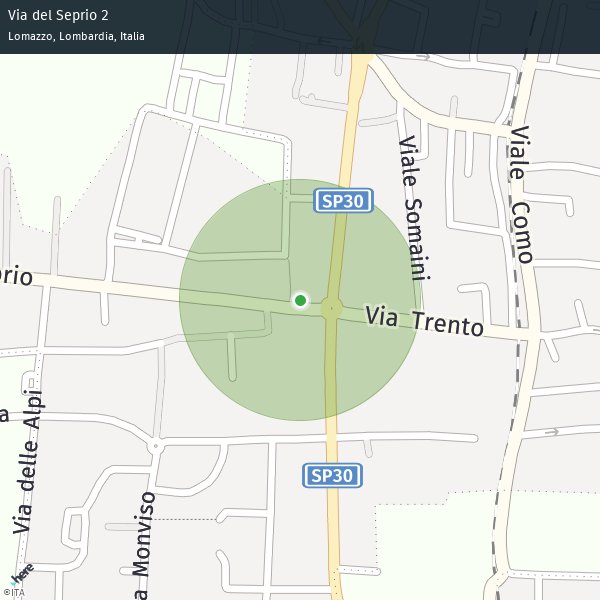 Via del Seprio 2
Lomazzo, Lombardia, Italia
SP30
Viale Somaini
Viale Como
prio
Via Trento
a
Via delle Alpi
SP30
a Monviso
here
©ITA